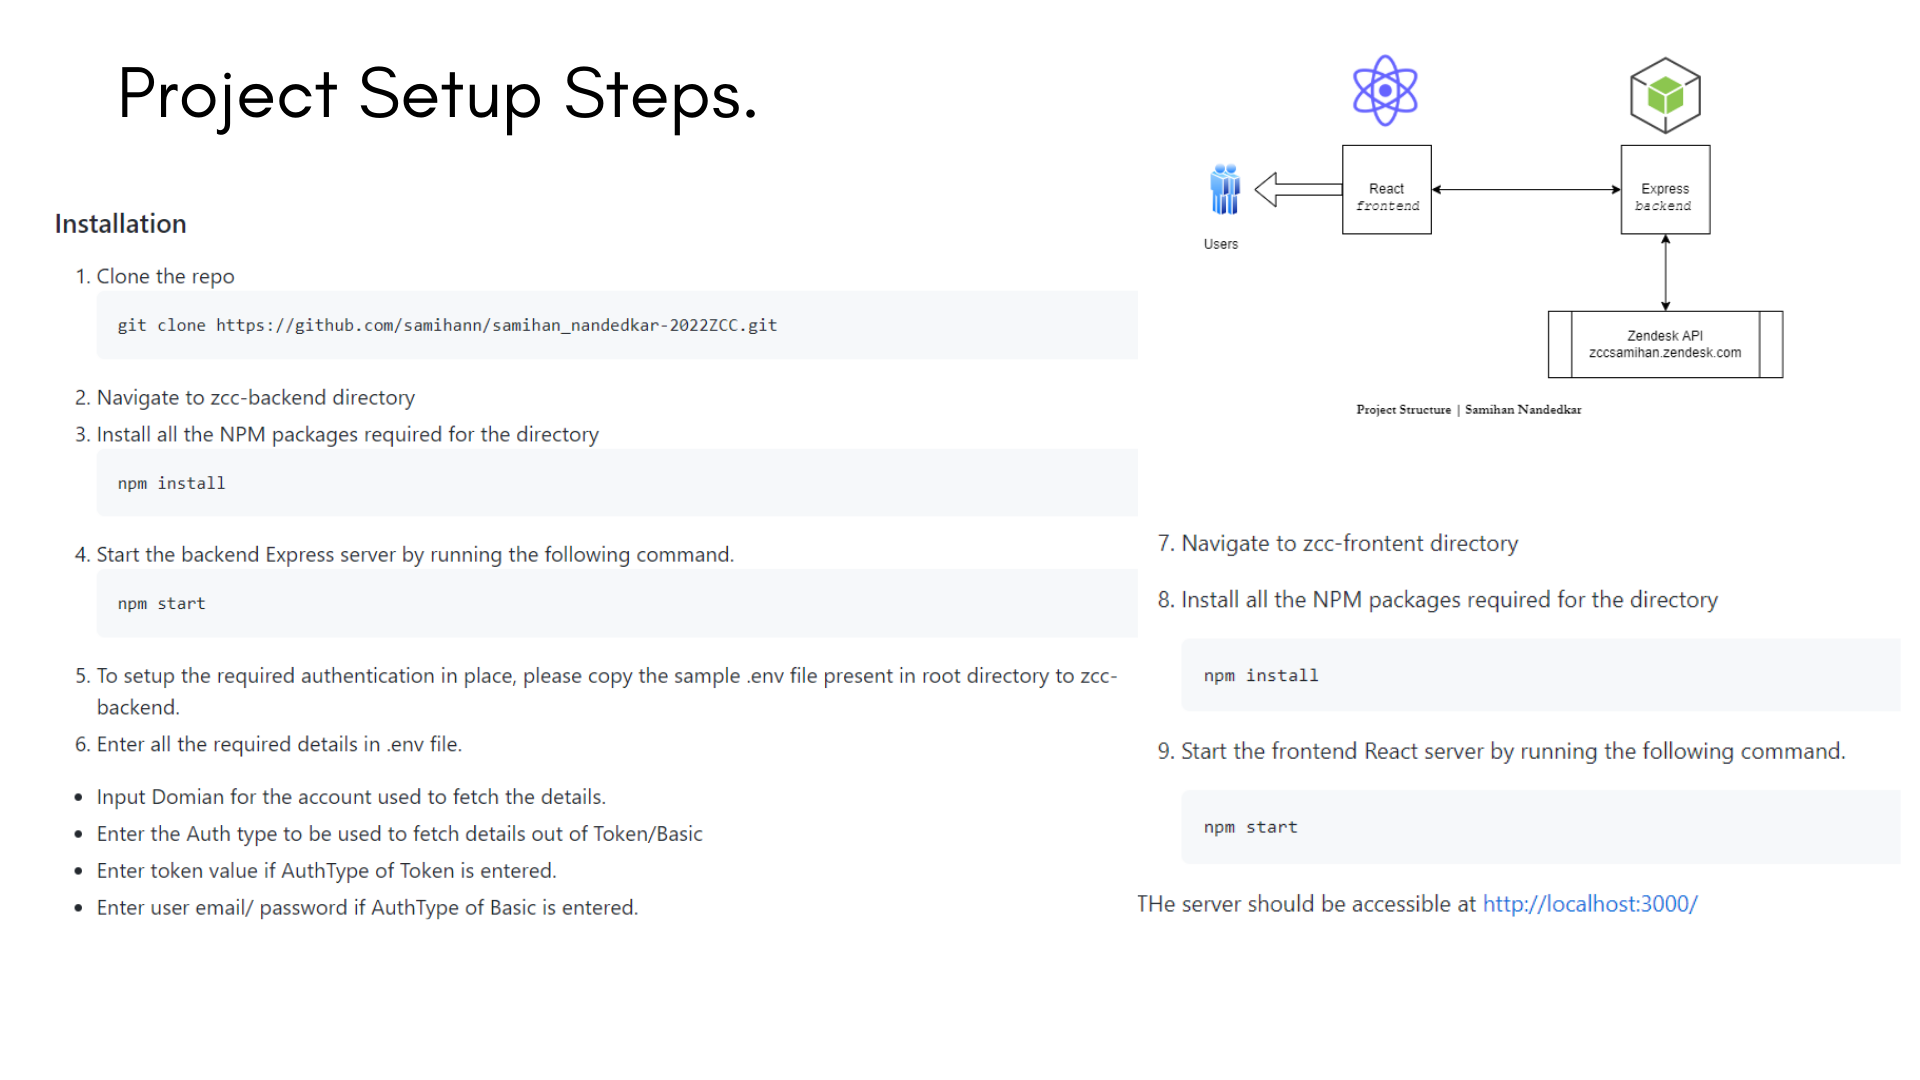 Project Setup Steps.
Installation
1. Clone the repo
git clone https://github.com/samihann/samihan_nandedkar-2022ZCC.git
2. Navigate to zcc-backend directory
3. Install all the NPM packages required for the directory
npm install
4. Start the backend Express server by running the following command.
npm start
5. To setup the required authentication in place, please copy the sample .env file present in root directory to zcc-
backend.
6. Enter all the required details in .env file.
• Input Domian for the account used to fetch the details.
• Enter the Auth type to be used to fetch details out of Token/Basic
• Enter token value if AuthType of Token is entered.
• Enter user email/ password if AuthType of Basic is entered.
Users
React
frontend
Express
backend
Zendesk API
zccsamihan.zendesk.com
Project Structure | Samihan Nandedkar
7. Navigate to zcc-frontent directory
8. Install all the NPM packages required for the directory
npm install
9. Start the frontend React server by running the following command.
npm start
THe server should be accessible at http://localhost:3000/